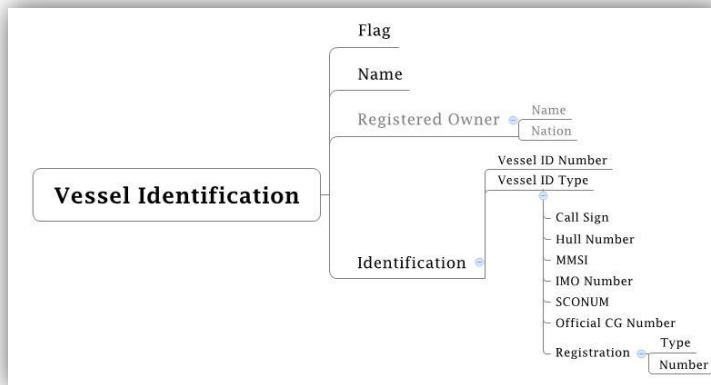 Flag
Name
Registered Owner
Name
Nation
Vessel Identification
Identification
Vessel ID Number
Vessel ID Type
Call Sign
Hull Number
MMSI
IMO Number
SCONUM
Official CG Number
Registration
Type
Number